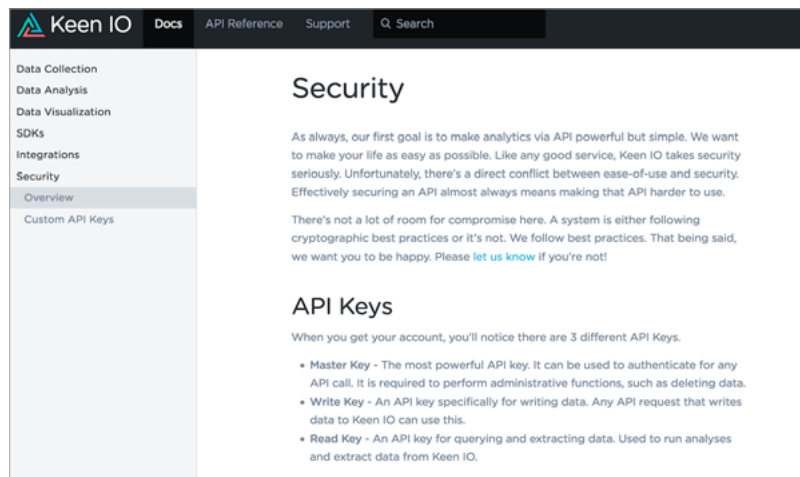 Keen IO Docs API Reference Support Search
Data Collection
Data Analysis
Data Visualization
SDKs
Integrations
Security
Overview
Custom API Keys
Security
As always, our first goal is to make analytics via API powerful but simple. We want
to make your life as easy as possible. Like any good service, Keen IO takes security
seriously. Unfortunately, there's a direct conflict between ease-of-use and security.
Effectively securing an API almost always means making that API harder to use.
There's not a lot of room for compromise here. A system is either following
cryptographic best practices or it's not. We follow best practices. That being said,
we want you to be happy. Please let us know if you're not!
API Keys
When you get your account, you'll notice there are 3 different API Keys.
• Master Key - The most powerful API key. It can be used to authenticate for any
API call. It is required to perform administrative functions, such as deleting data.
• Write Key - An API key specifically for writing data. Any API request that writes
data to Keen IO can use this.
• Read Key - An API key for querying and extracting data. Used to run analyses
and extract data from Keen IO.